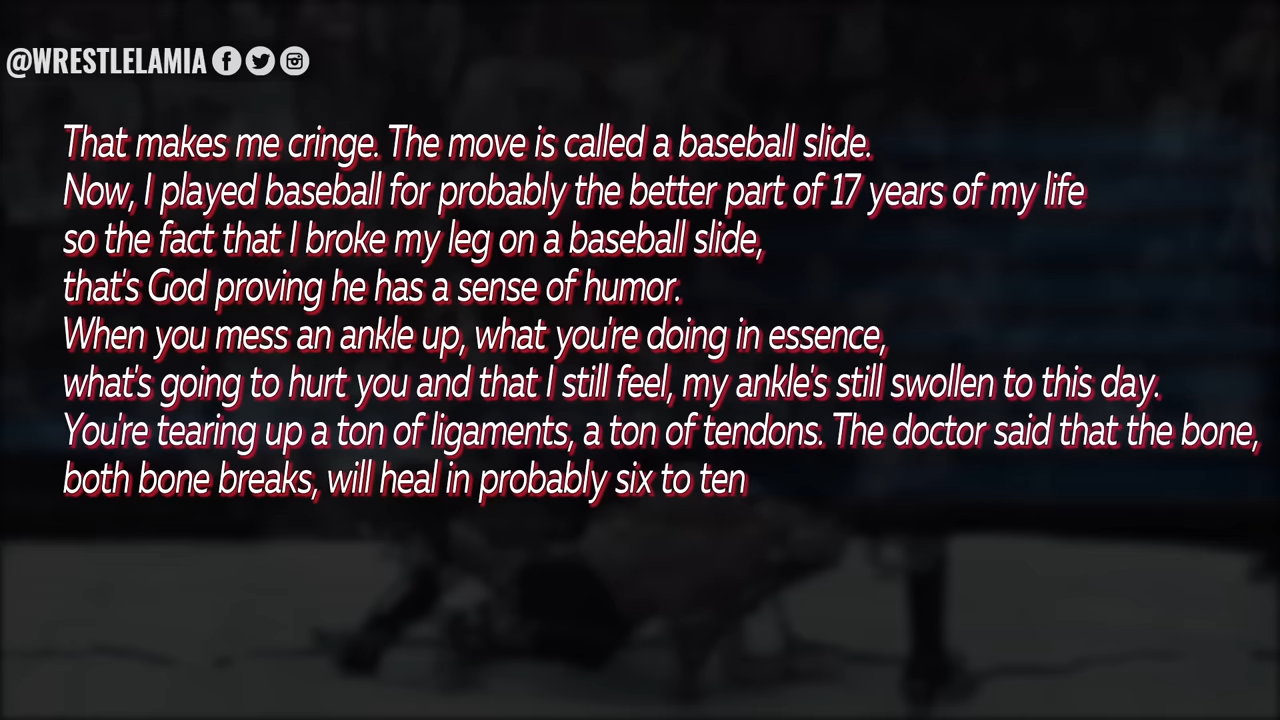 @WRESTLELAMIA
That makes me cringe. The move is called a baseball slide.
Now, I played baseball for probably the better part of 17 years of my life
so the fact that I broke my leg on a baseball slide,
that's God proving he has a sense of humor.
When you mess an ankle up, what you're doing in essence,
what's going to hurt you and that I still feel, my ankle's still swollen to this day.
You're tearing up a ton of ligaments, a ton of tendons. The doctor said that the bone,
both bone breaks, will heal in probably six to ten